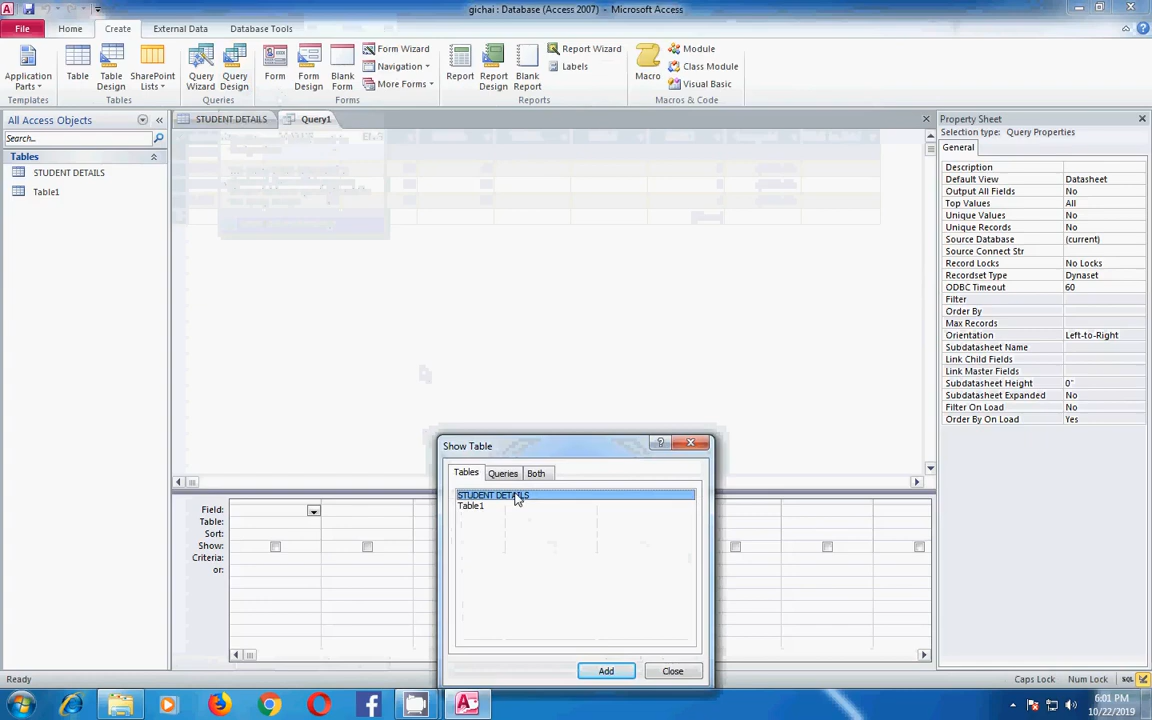 gichai : Database (Access 2007) - Microsoft Access
File Home Create External Data Database Tools
Application Parts Table Table Design SharePoint Lists Query Wizard Query Design Form Form Design Blank Form Form Wizard Navigation More Forms Report Report Design Blank Report Report Wizard Labels Macro Module Class Module Visual Basic
Templates Tables Queries Forms Reports Macros & Code
All Access Objects
Search...
Tables
STUDENT DETAILS
Table1
STUDENT DETAILS Query1
Field:
Table:
Sort:
Show:
Criteria:
or:
Show Table
Tables Queries Both
STUDENT DETAILS
Table1
Add Close
Property Sheet
Selection type: Query Properties
General
Description
Default View Datasheet
Output All Fields No
Top Values All
Unique Values No
Unique Records No
Source Database (current)
Source Connect Str
Record Locks No Locks
Recordset Type Dynaset
ODBC Timeout 60
Filter
Order By
Max Records
Orientation Left-to-Right
Subdatasheet Name
Link Child Fields
Link Master Fields
Subdatasheet Height 0"
Subdatasheet Expanded No
Filter On Load No
Order By On Load Yes
Ready Caps Lock Num Lock SQL
6:01 PM
10/22/2019